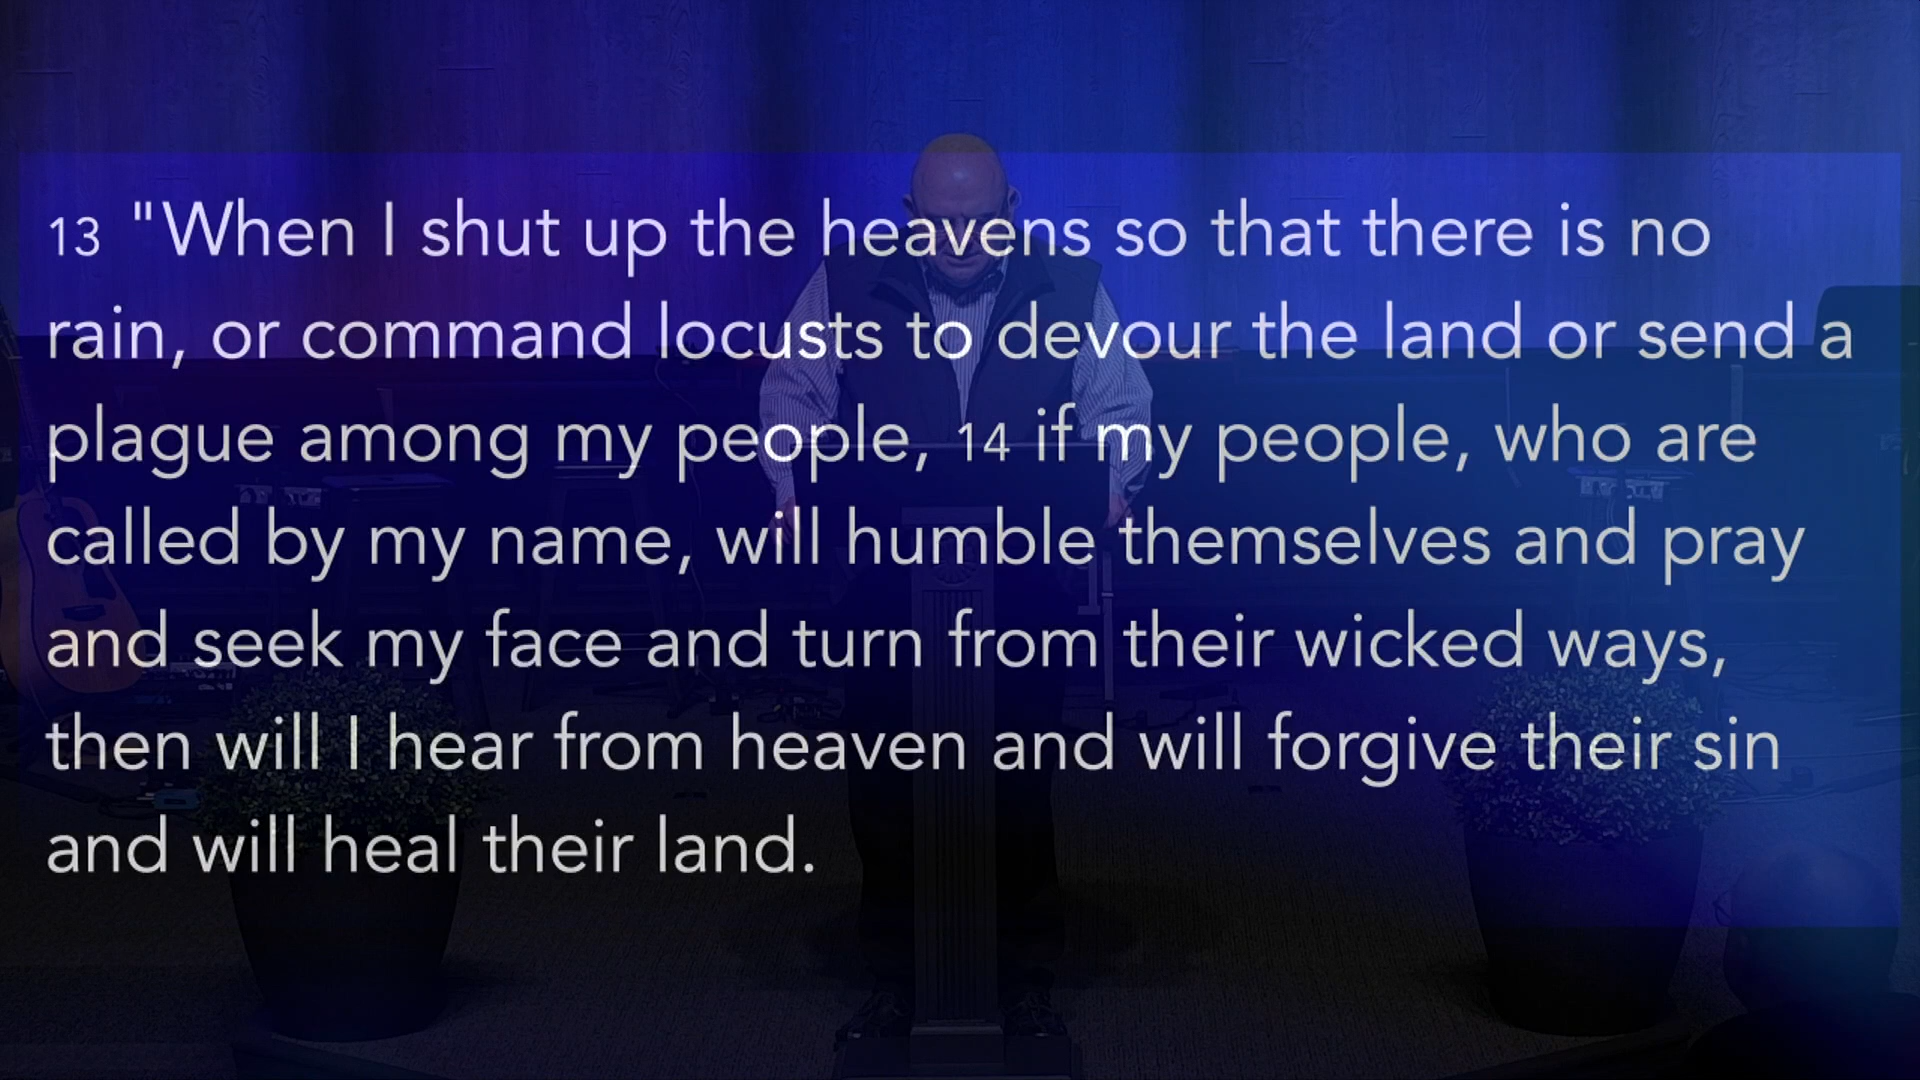 13 "When I shut up the heavens so that there is no
rain, or command locusts to devour the land or send a
plague among my people, 14 if my people, who are
called by my name, will humble themselves and pray
and seek my face and turn from their wicked ways,
then will I hear from heaven and will forgive their sin
and will heal their land.